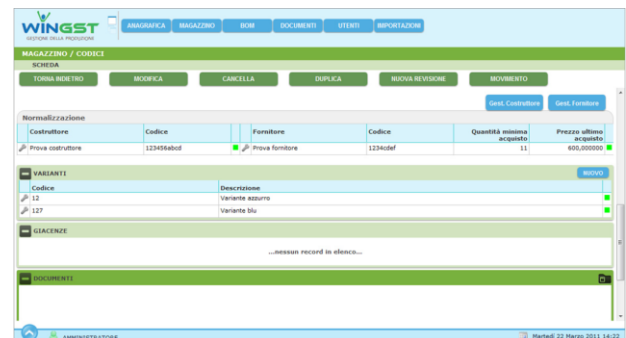 WINGST
GESTIONE DELLA PRODUZIONE
ANAGRAFICA MAGAZZINO BOM DOCUMENTI UTENTI IMPORTAZIONI
MAGAZZINO / CODICI
SCHEDA
TORNA INDIETRO MODIFICA CANCELLA DUPLICA NUOVA REVISIONE MOVIMENTO
Gest. Costruttore Gest. Fornitore
Normalizzazione
Costruttore Codice Fornitore Codice Quantità minima acquisto Prezzo ultimo acquisto
Prova costruttore 123456abcd Prova fornitore 1234cdef 11 600,000000
VARIANTI NUOVO
Codice Descrizione
12 Variante azzurro
127 Variante blu
GIACENZE
...nessun record in elenco...
DOCUMENTI
AMMINISTRATORE Martedì 22 Marzo 2011 14:22